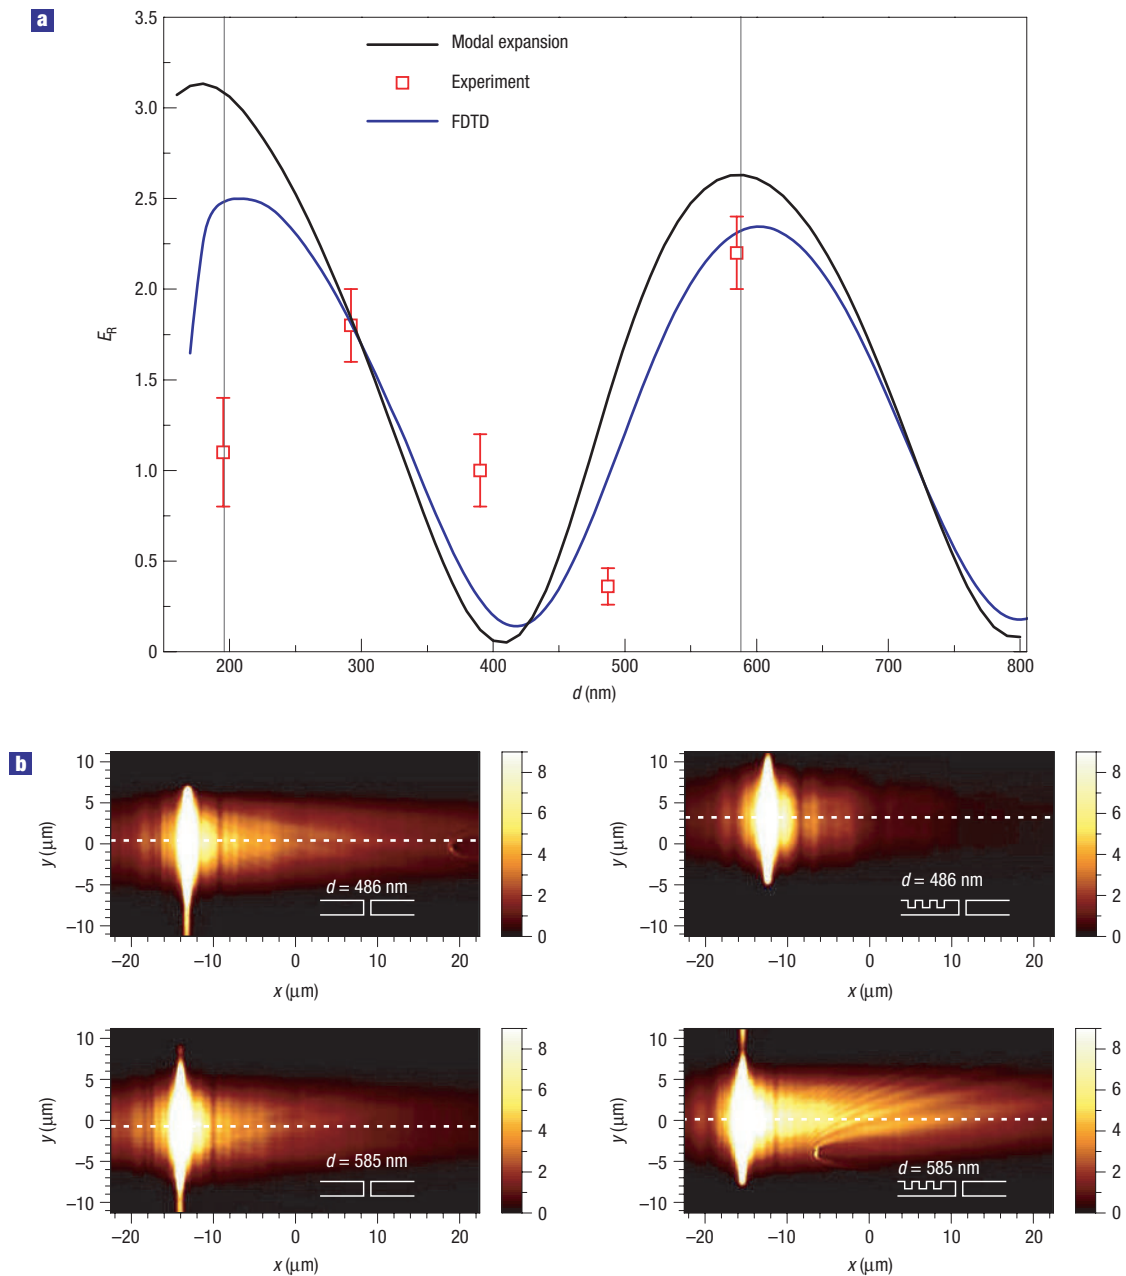 a
3.5
3.0
2.5
2.0
1.5
1.0
0.5
0
E_R
Modal expansion
Experiment
FDTD
200 300 400 500 600 700 800
d (nm)
b
10
5
0
–5
–10
y (μm)
d = 486 nm
–20 –10 0 10 20
x (μm)
8
6
4
2
0
10
5
0
–5
–10
y (μm)
d = 486 nm
–20 –10 0 10 20
x (μm)
8
6
4
2
0
10
5
0
–5
–10
y (μm)
d = 585 nm
–20 –10 0 10 20
x (μm)
8
6
4
2
0
10
5
0
–5
–10
y (μm)
d = 585 nm
–20 –10 0 10 20
x (μm)
8
6
4
2
0